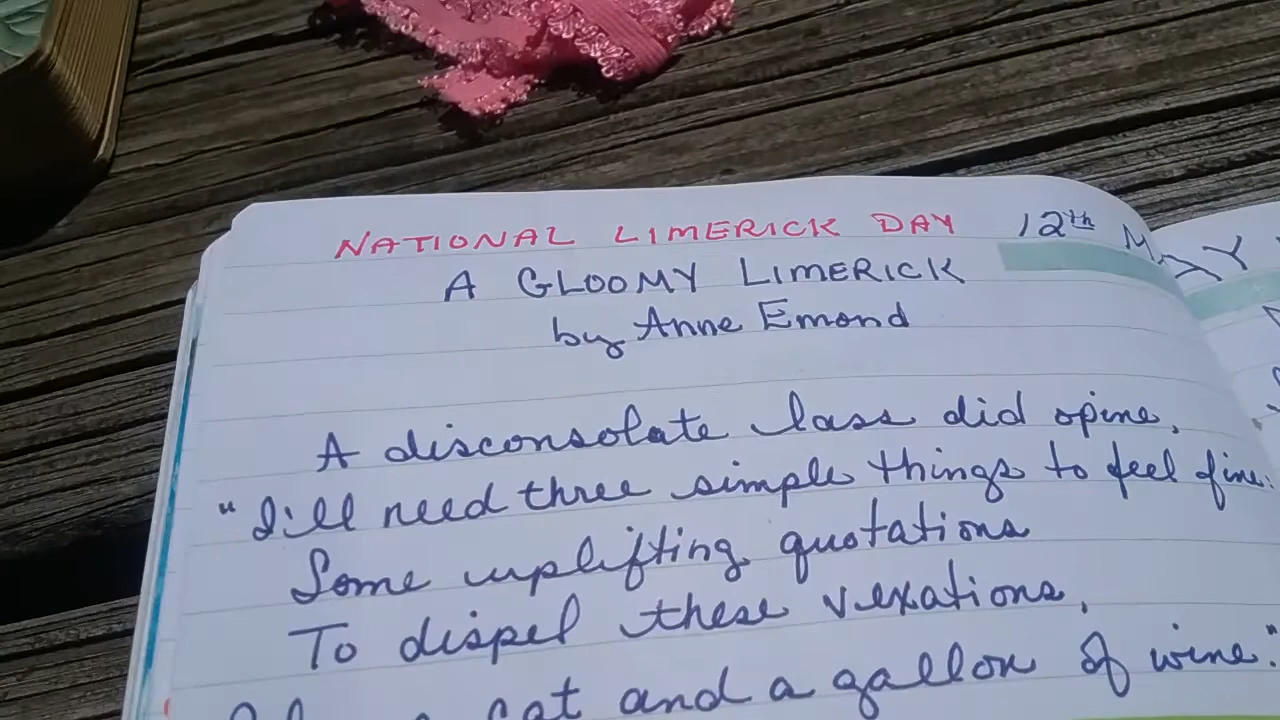 NATIONAL LIMERICK DAY 12th MAY
A GLOOMY LIMERICK
by Anne Emond
A disconsolate lass did opine,
"I'll need three simple things to feel fine:
Some uplifting quotations
To dispel these vexations,
cat and a gallon of wine."